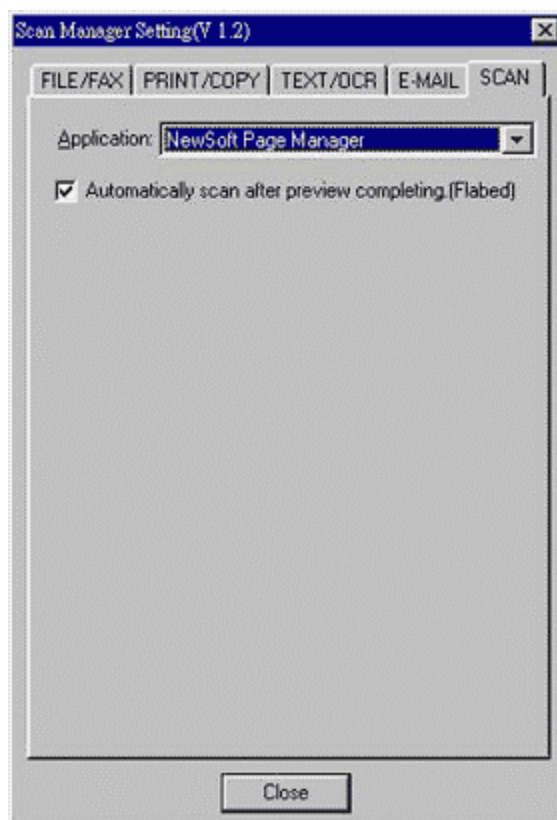 Scan Manager Setting(V 1.2)
FILE/FAX PRINT/COPY TEXT/OCR E-MAIL SCAN
Application: NewSoft Page Manager
Automatically scan after preview completing.(Flabed)
Close